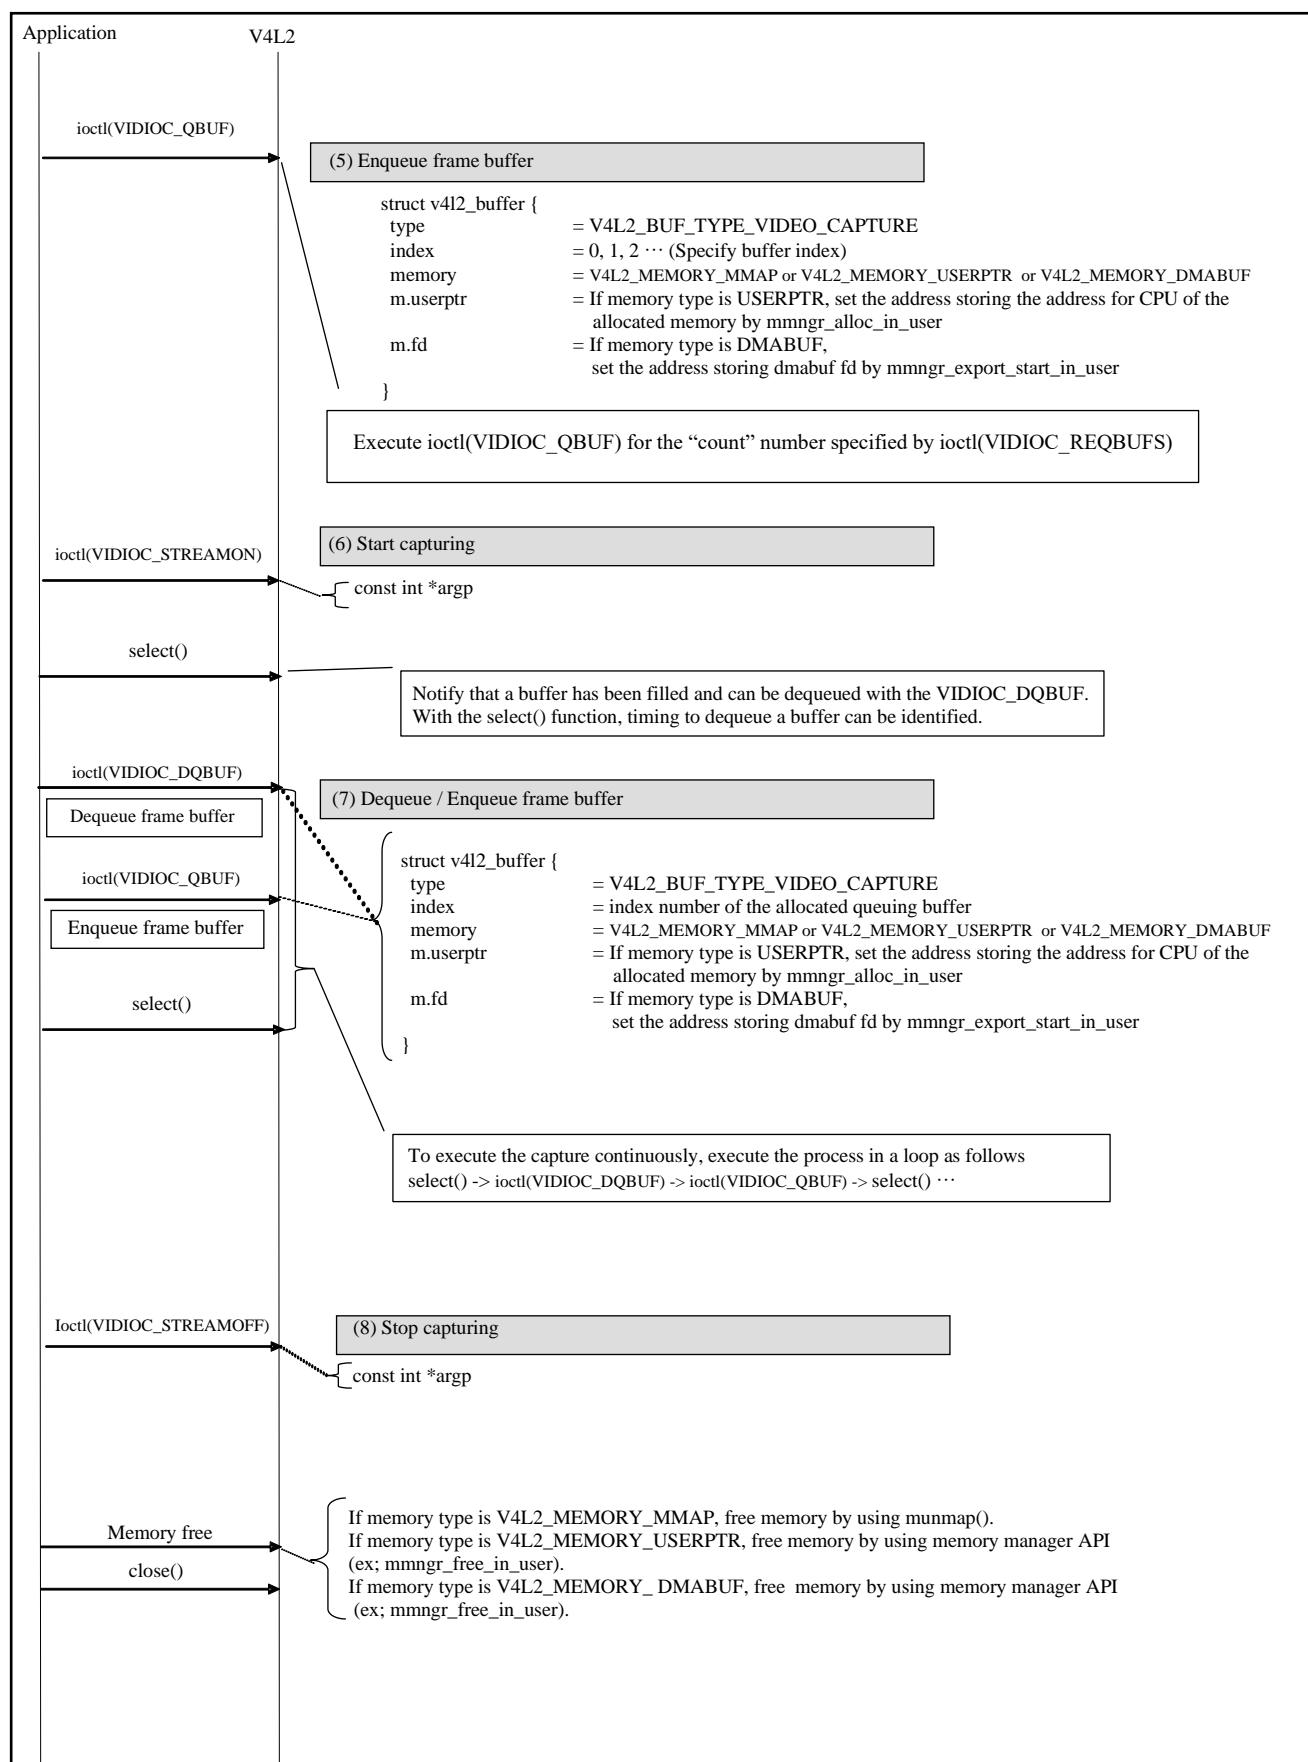 Application
V4L2
ioctl(VIDIOC_QBUF)
(5) Enqueue frame buffer
struct v4l2_buffer {
type = V4L2_BUF_TYPE_VIDEO_CAPTURE
index = 0, 1, 2 ··· (Specify buffer index)
memory = V4L2_MEMORY_MMAP or V4L2_MEMORY_USERPTR or V4L2_MEMORY_DMABUF
m.userptr = If memory type is USERPTR, set the address storing the address for CPU of the
allocated memory by mmngr_alloc_in_user
m.fd = If memory type is DMABUF,
set the address storing dmabuf fd by mmngr_export_start_in_user
}
Execute ioctl(VIDIOC_QBUF) for the “count” number specified by ioctl(VIDIOC_REQBUFS)
ioctl(VIDIOC_STREAMON)
(6) Start capturing
const int *argp
select()
Notify that a buffer has been filled and can be dequeued with the VIDIOC_DQBUF.
With the select() function, timing to dequeue a buffer can be identified.
ioctl(VIDIOC_DQBUF)
(7) Dequeue / Enqueue frame buffer
Dequeue frame buffer
ioctl(VIDIOC_QBUF)
Enqueue frame buffer
select()
struct v4l2_buffer {
type = V4L2_BUF_TYPE_VIDEO_CAPTURE
index = index number of the allocated queuing buffer
memory = V4L2_MEMORY_MMAP or V4L2_MEMORY_USERPTR or V4L2_MEMORY_DMABUF
m.userptr = If memory type is USERPTR, set the address storing the address for CPU of the
allocated memory by mmngr_alloc_in_user
m.fd = If memory type is DMABUF,
set the address storing dmabuf fd by mmngr_export_start_in_user
}
To execute the capture continuously, execute the process in a loop as follows
select() -> ioctl(VIDIOC_DQBUF) -> ioctl(VIDIOC_QBUF) -> select() ···
Ioctl(VIDIOC_STREAMOFF)
(8) Stop capturing
const int *argp
Memory free
close()
If memory type is V4L2_MEMORY_MMAP, free memory by using munmap().
If memory type is V4L2_MEMORY_USERPTR, free memory by using memory manager API
(ex; mmngr_free_in_user).
If memory type is V4L2_MEMORY_ DMABUF, free  memory by using memory manager API
(ex; mmngr_free_in_user).